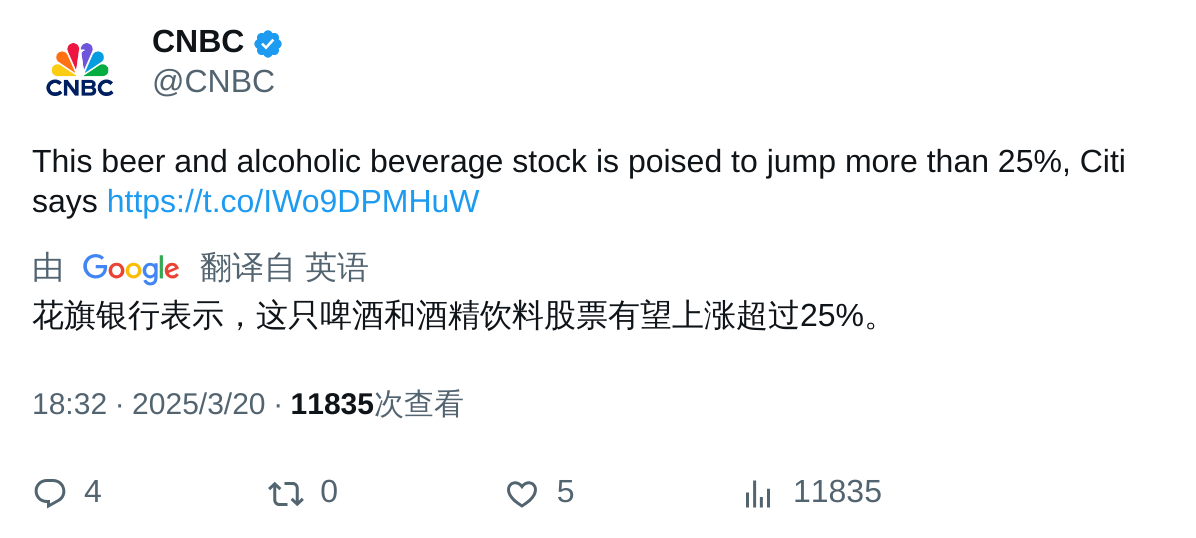 CNBC
CNBC
@CNBC
This beer and alcoholic beverage stock is poised to jump more than 25%, Citi
says https://t.co/IWo9DPMHuW
由 Google 翻译自 英语
花旗银行表示，这只啤酒和酒精饮料股票有望上涨超过25%。
18:32 · 2025/3/20 · 11835次查看
4 0 5 11835